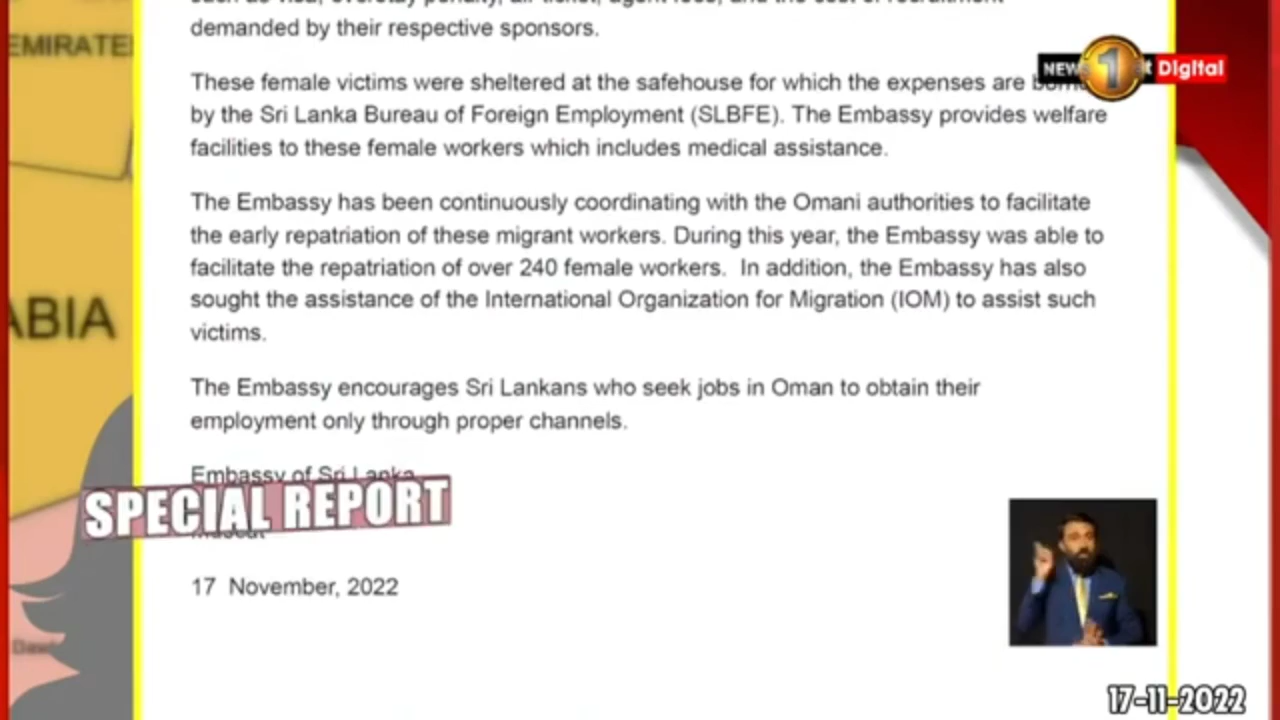 demanded by their respective sponsors.
These female victims were sheltered at the safehouse for which the expenses are
by the Sri Lanka Bureau of Foreign Employment (SLBFE). The Embassy provides welfare
facilities to these female workers which includes medical assistance.
The Embassy has been continuously coordinating with the Omani authorities to facilitate
the early repatriation of these migrant workers. During this year, the Embassy was able to
facilitate the repatriation of over 240 female workers.  In addition, the Embassy has also
sought the assistance of the International Organization for Migration (IOM) to assist such
victims.
The Embassy encourages Sri Lankans who seek jobs in Oman to obtain their
employment only through proper channels.
Embassy of Sri Lanka
17  November, 2022
SPECIAL REPORT
NEWS 1st Digital
EMIRATE
ABIA
17-11-2022